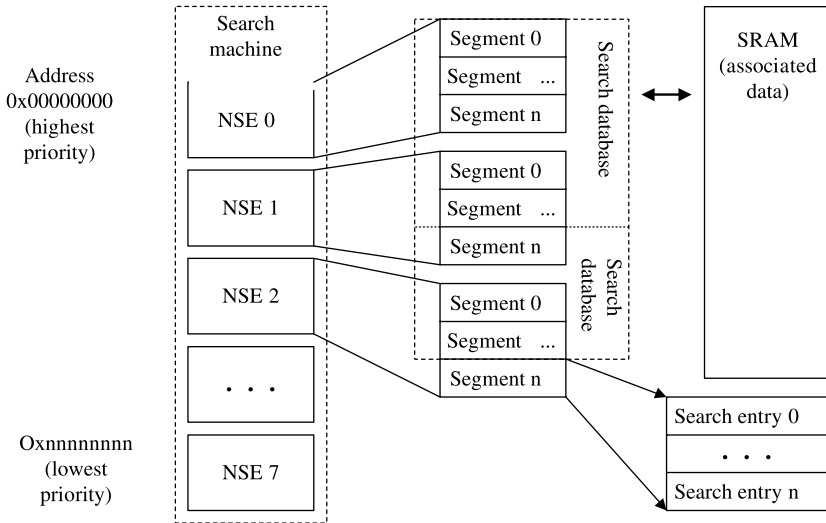 Search
machine
Address
0x00000000
(highest
priority)
NSE 0
NSE 1
NSE 2
. . .
NSE 7
Oxnnnnnnnn
(lowest
priority)
Segment 0
Segment ...
Segment n
Segment 0
Segment ...
Segment n
Segment 0
Segment ...
Segment n
Search database
Search
database
SRAM
(associated
data)
Search entry 0
. . .
Search entry n